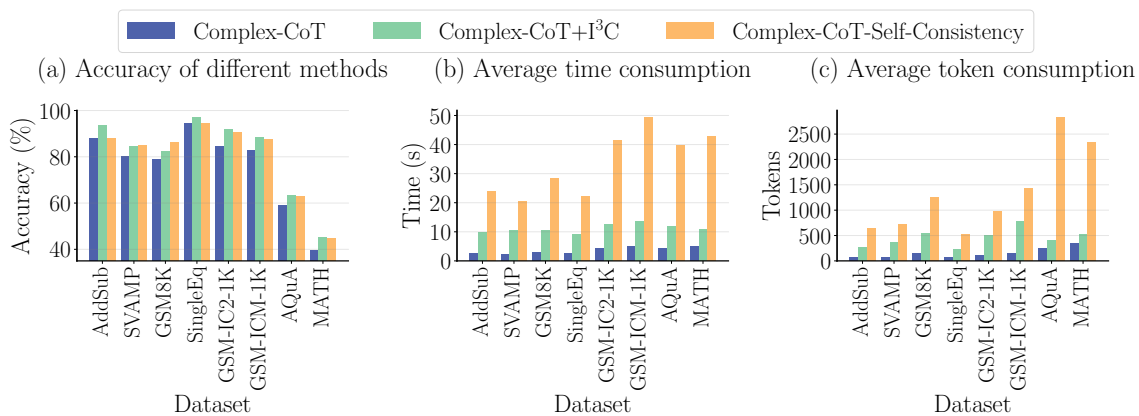 Complex-CoT
Complex-CoT+I³C
Complex-CoT-Self-Consistency
(a) Accuracy of different methods
Accuracy (%)
100
80
60
40
AddSub
SVAMP
GSM8K
SingleEq
GSM-IC2-1K
GSM-ICM-1K
AQuA
MATH
Dataset
(b) Average time consumption
Time (s)
50
40
30
20
10
0
AddSub
SVAMP
GSM8K
SingleEq
GSM-IC2-1K
GSM-ICM-1K
AQuA
MATH
Dataset
(c) Average token consumption
Tokens
2500
2000
1500
1000
500
0
AddSub
SVAMP
GSM8K
SingleEq
GSM-IC2-1K
GSM-ICM-1K
AQuA
MATH
Dataset